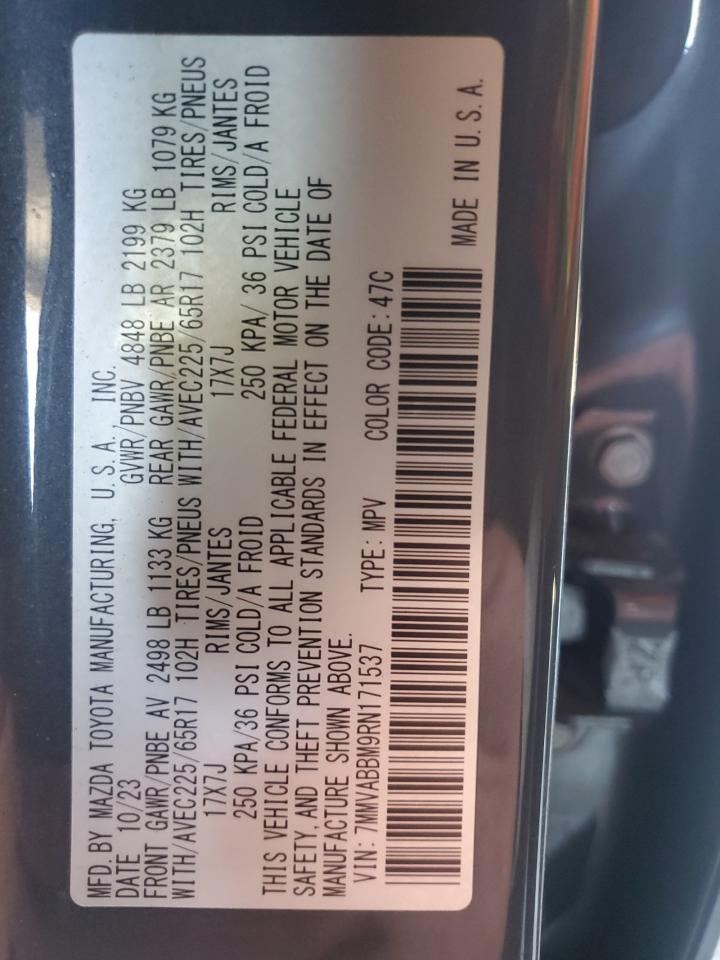 MFD. BY MAZDA TOYOTA MANUFACTURING, U.S.A. INC.
DATE 10/23 GVWR/PNBV 4848 LB 2199 KG
FRONT GAWR/PNBE AV 2498 LB 1133 KG REAR GAWR/PNBE AR 2379 LB 1079 KG
WITH/AVEC225/65R17 102H TIRES/PNEUS WITH/AVEC225/65R17 102H TIRES/PNEUS
17X7J RIMS/JANTES 17X7J RIMS/JANTES
250 KPA/36 PSI COLD/A FROID 250 KPA/ 36 PSI COLD/A FROID
THIS VEHICLE CONFORMS TO ALL APPLICABLE FEDERAL MOTOR VEHICLE
SAFETY, AND THEFT PREVENTION STANDARDS IN EFFECT ON THE DATE OF
MANUFACTURE SHOWN ABOVE.
VIN: 7MMVABBM9RN171537 TYPE: MPV COLOR CODE: 47C
MADE IN U.S.A.